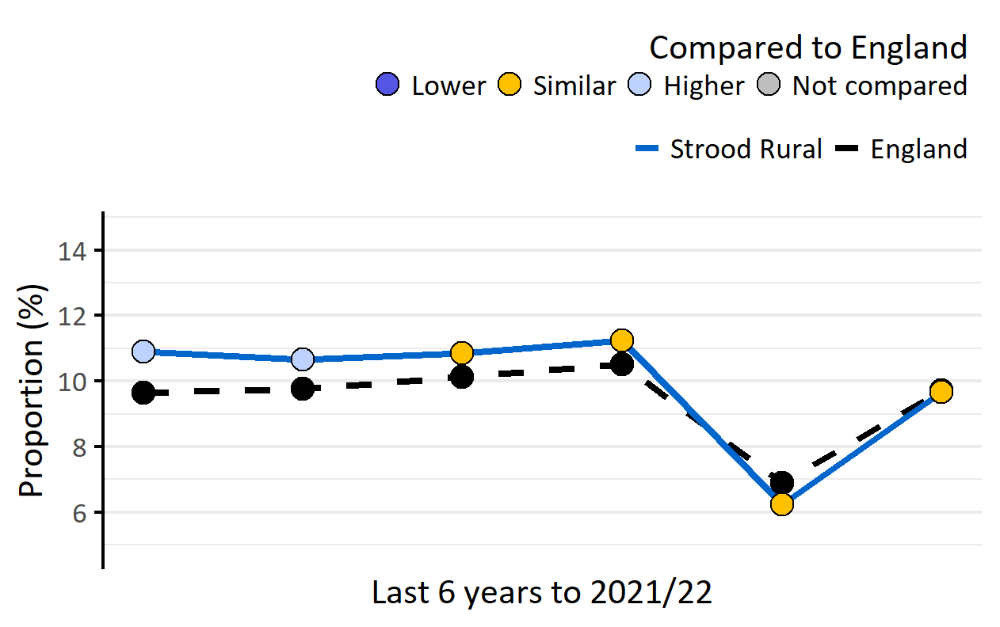 Compared to England
Lower Similar Higher Not compared
Strood Rural England
14
12
10
8
6
Proportion (%)
Last 6 years to 2021/22